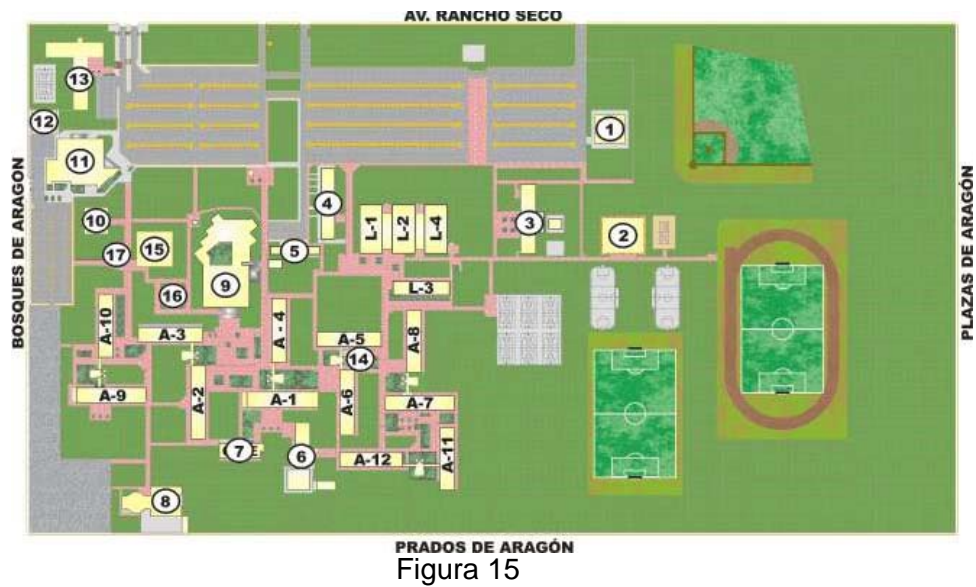 AV. RANCHO SECO
13
12
1
11
4
10
L-1
L-2
L-4
3
2
15
17
5
9
16
L-3
A-10
A-3
A-4
A-5
A-8
14
A-9
A-2
A-1
A-6
A-7
7
6
A-12
A-11
8
BOSQUES DE ARAGON
PLAZAS DE ARAGÓN
PRADOS DE ARAGÓN
Figura 15